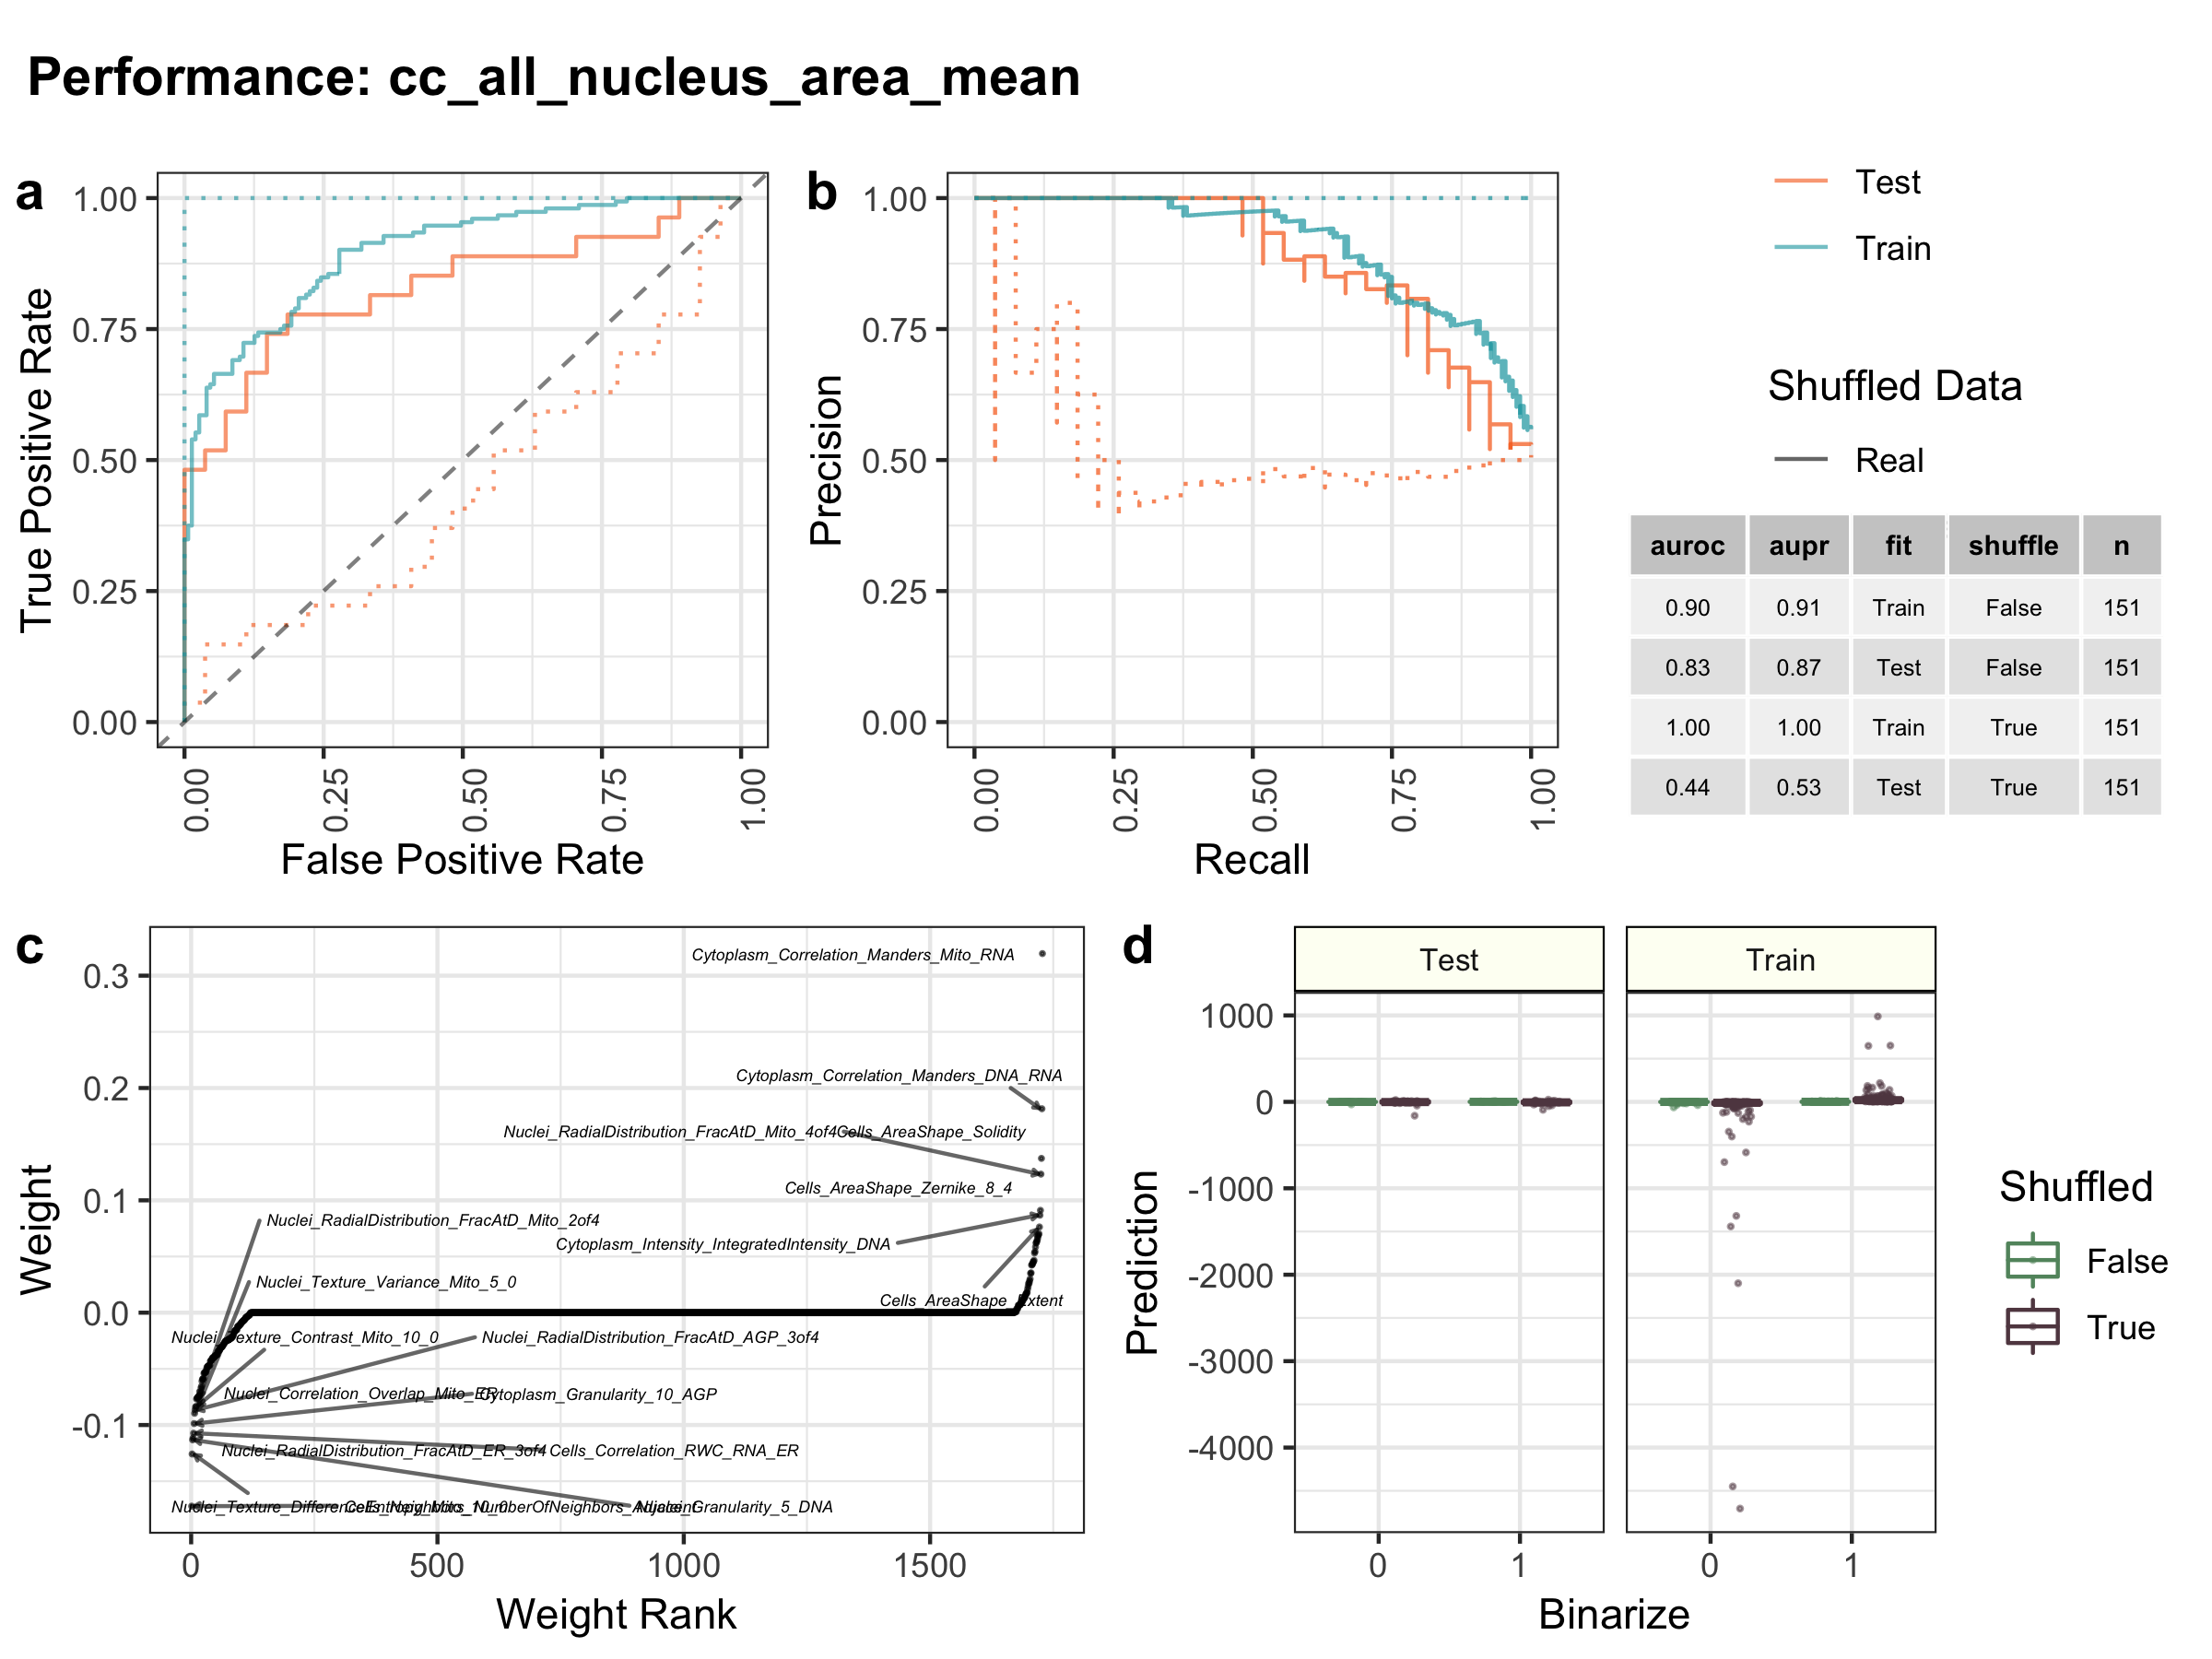 Performance: cc_all_nucleus_area_mean
a
1.00
0.75
0.50
0.25
0.00
True Positive Rate
0.00
0.25
0.50
0.75
1.00
False Positive Rate
b
1.00
0.75
0.50
0.25
0.00
Precision
0.00
0.25
0.50
0.75
1.00
Recall
Test
Train
Shuffled Data
Real
auroc aupr fit shuffle n
0.90 0.91 Train False 151
0.83 0.87 Test False 151
1.00 1.00 Train True 151
0.44 0.53 Test True 151
c
0.3
0.2
0.1
0.0
-0.1
Weight
Cytoplasm_Correlation_Manders_Mito_RNA
Cytoplasm_Correlation_Manders_DNA_RNA
Nuclei_RadialDistribution_FracAtD_Mito_4of4
Cells_AreaShape_Solidity
Cells_AreaShape_Zernike_8_4
Nuclei_RadialDistribution_FracAtD_Mito_2of4
Cytoplasm_Intensity_IntegratedIntensity_DNA
Nuclei_Texture_Variance_Mito_5_0
Cells_AreaShape_Extent
Nuclei_Texture_Contrast_Mito_10_0
Nuclei_RadialDistribution_FracAtD_AGP_3of4
Nuclei_Correlation_Overlap_Mito_ER
Cytoplasm_Granularity_10_AGP
Nuclei_RadialDistribution_FracAtD_ER_3of4
Cells_Correlation_RWC_RNA_ER
Nuclei_Texture_DifferenceEntropy_Mito_10_0
Cells_Neighbors_NumberOfNeighbors_Adjacent
Nuclei_Granularity_5_DNA
0
500
1000
1500
Weight Rank
d
Test
Train
1000
0
-1000
-2000
-3000
-4000
Prediction
0
1
0
1
Binarize
Shuffled
False
True